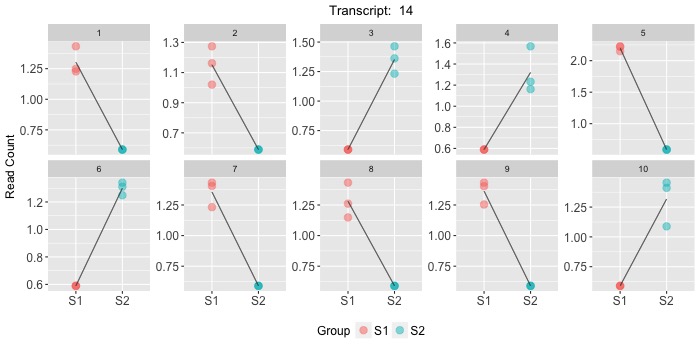 Transcript: 14
1 2 3 4 5
1.25 1.00 0.75
1.3 1.1 0.9 0.7
1.50 1.25 1.00 0.75
1.6 1.4 1.2 1.0 0.8 0.6
2.0 1.5 1.0
Read Count
6 7 8 9 10
1.2 1.0 0.8 0.6
1.25 1.00 0.75
1.25 1.00 0.75
1.25 1.00 0.75
1.25 1.00 0.75
S1 S2 S1 S2 S1 S2 S1 S2 S1 S2
Group S1 S2